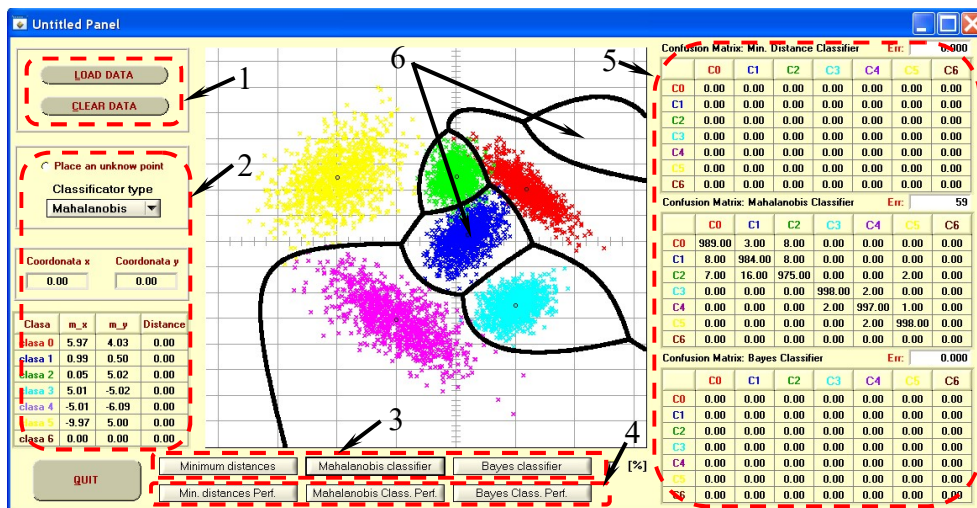 Untitled Panel
LOAD DATA
CLEAR DATA
1
Place an unknow point
2
Classificator type
Mahalanobis
Coordonata x Coordonata y
0.00 0.00
Clasa m_x m_y Distance
clasa 0 5.97 4.03 0.00
clasa 1 0.99 0.50 0.00
clasa 2 0.05 5.02 0.00
clasa 3 5.01 -5.02 0.00
clasa 4 -5.01 -6.09 0.00
clasa 5 -9.97 5.00 0.00
clasa 6 0.00 0.00 0.00
QUIT
6
5
3
4
Minimum distances Mahalanobis classifier Bayes classifier [%]
Min. distances Perf. Mahalanobis Class. Perf. Bayes Class. Perf.
Confusion Matrix: Min. Distance Classifier Err: 0.000
C0 C1 C2 C3 C4 C5 C6
C0 0.00 0.00 0.00 0.00 0.00 0.00 0.00
C1 0.00 0.00 0.00 0.00 0.00 0.00 0.00
C2 0.00 0.00 0.00 0.00 0.00 0.00 0.00
C3 0.00 0.00 0.00 0.00 0.00 0.00 0.00
C4 0.00 0.00 0.00 0.00 0.00 0.00 0.00
C5 0.00 0.00 0.00 0.00 0.00 0.00 0.00
C6 0.00 0.00 0.00 0.00 0.00 0.00 0.00
Confusion Matrix: Mahalanobis Classifier Err: 59
C0 C1 C2 C3 C4 C5 C6
C0 989.00 3.00 8.00 0.00 0.00 0.00 0.00
C1 8.00 984.00 8.00 0.00 0.00 0.00 0.00
C2 7.00 16.00 975.00 0.00 0.00 2.00 0.00
C3 0.00 0.00 0.00 998.00 2.00 0.00 0.00
C4 0.00 0.00 0.00 2.00 997.00 1.00 0.00
C5 0.00 0.00 0.00 0.00 2.00 998.00 0.00
C6 0.00 0.00 0.00 0.00 0.00 0.00 0.00
Confusion Matrix: Bayes Classifier Err: 0.000
C0 C1 C2 C3 C4 C5 C6
C0 0.00 0.00 0.00 0.00 0.00 0.00 0.00
C1 0.00 0.00 0.00 0.00 0.00 0.00 0.00
C2 0.00 0.00 0.00 0.00 0.00 0.00 0.00
C3 0.00 0.00 0.00 0.00 0.00 0.00 0.00
C4 0.00 0.00 0.00 0.00 0.00 0.00 0.00
C5 0.00 0.00 0.00 0.00 0.00 0.00 0.00
C6 0.00 0.00 0.00 0.00 0.00 0.00 0.00